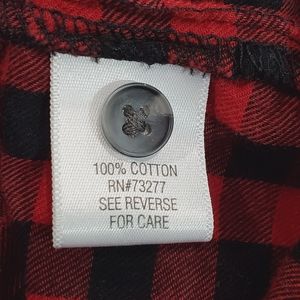 100% COTTON
RN#73277
SEE REVERSE
FOR CARE